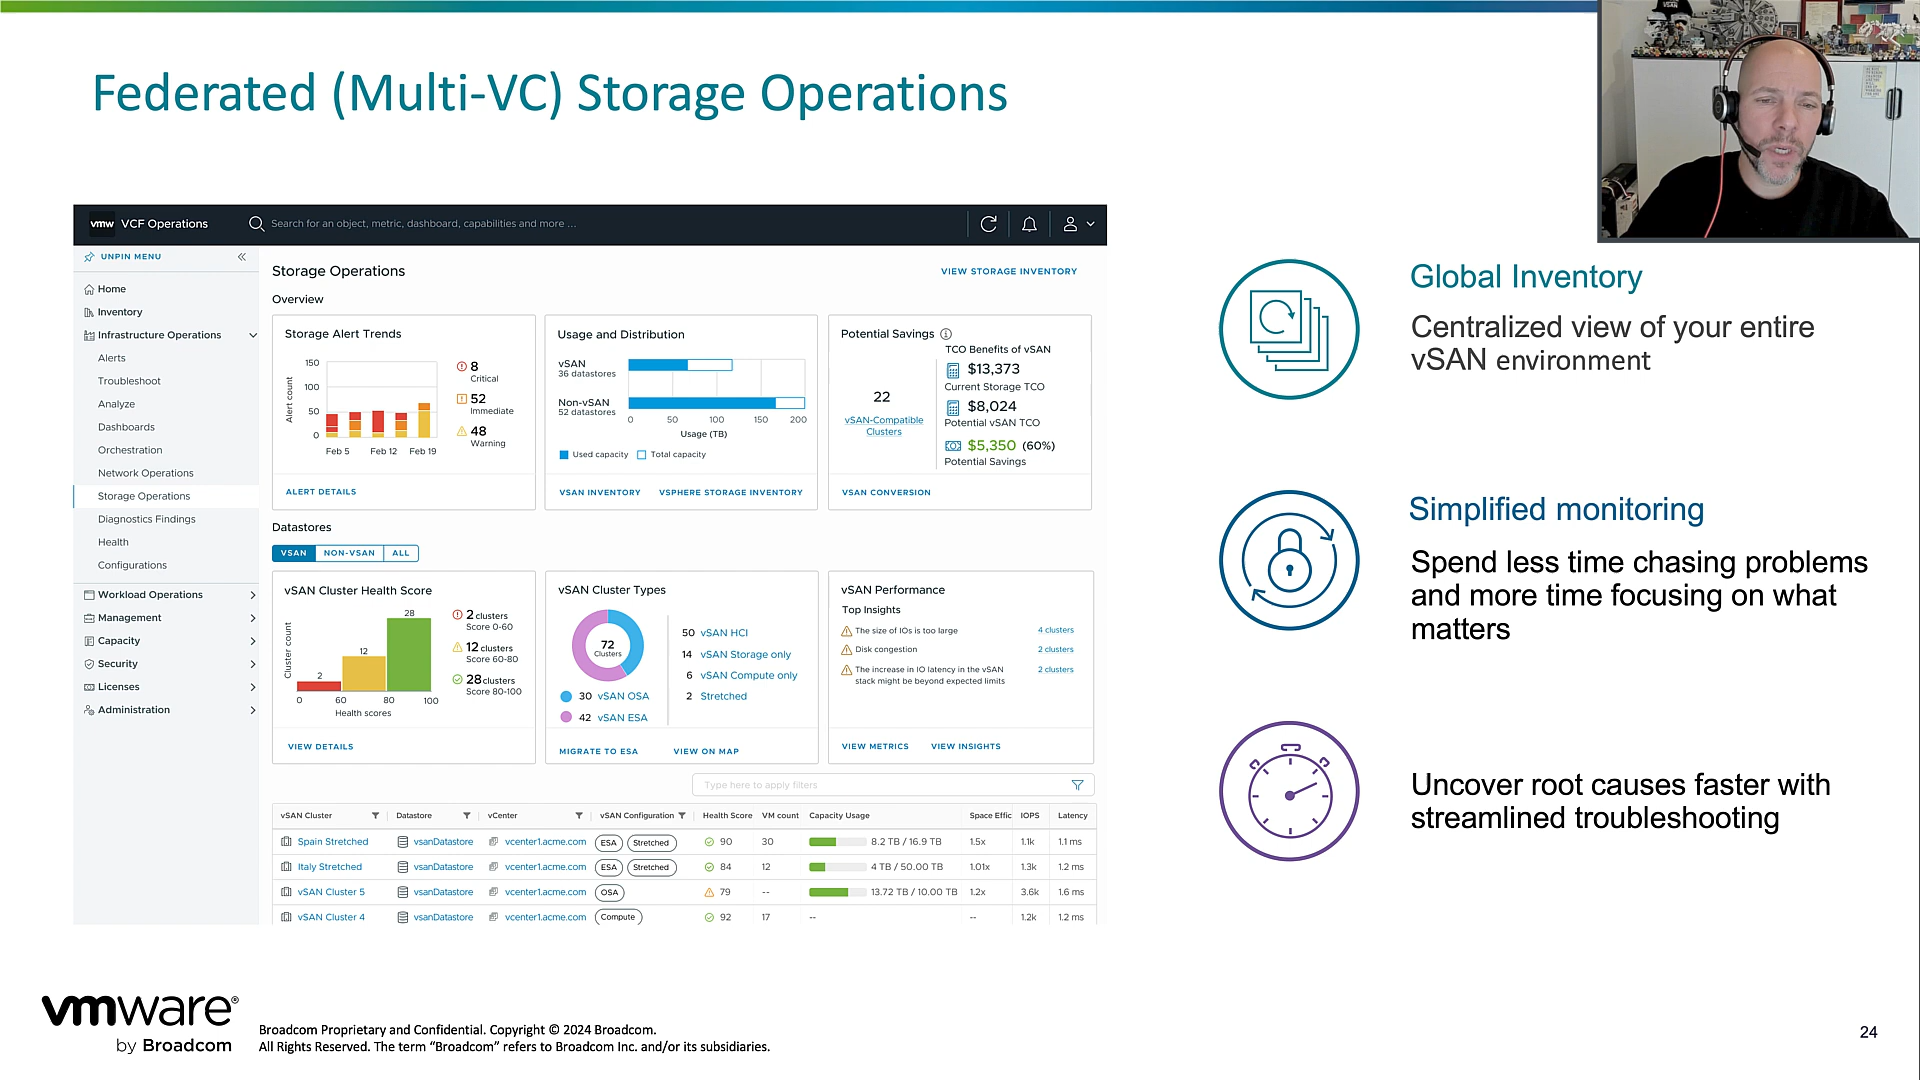 Federated (Multi-VC) Storage Operations
vmw VCF Operations
Search for an object, metric, dashboard, capabilities and more ...
UNPIN MENU
Home
Inventory
Infrastructure Operations
Alerts
Troubleshoot
Analyze
Dashboards
Orchestration
Network Operations
Storage Operations
Diagnostics Findings
Health
Configurations
Workload Operations
Management
Capacity
Security
Licenses
Administration
Storage Operations
VIEW STORAGE INVENTORY
Overview
Storage Alert Trends
Alert count
150
100
50
0
Feb 5 Feb 12 Feb 19
8
Critical
52
Immediate
48
Warning
ALERT DETAILS
Usage and Distribution
vSAN
36 datastores
Non-vSAN
52 datastores
0 50 100 150 200
Usage (TB)
Used capacity Total capacity
VSAN INVENTORY VSPHERE STORAGE INVENTORY
Potential Savings
22
vSAN-Compatible
Clusters
TCO Benefits of vSAN
$13,373
Current Storage TCO
$8,024
Potential vSAN TCO
$5,350 (60%)
Potential Savings
VSAN CONVERSION
Datastores
VSAN NON-VSAN ALL
vSAN Cluster Health Score
Cluster count
2 12 28
0 60 80 100
Health scores
2 clusters
Score 0-60
12 clusters
Score 60-80
28 clusters
Score 80-100
VIEW DETAILS
vSAN Cluster Types
72
Clusters
30 vSAN OSA
42 vSAN ESA
50 vSAN HCI
14 vSAN Storage only
6 vSAN Compute only
2 Stretched
MIGRATE TO ESA VIEW ON MAP
vSAN Performance
Top Insights
The size of IOs is too large 4 clusters
Disk congestion 2 clusters
The increase in IO latency in the vSAN 2 clusters
stack might be beyond expected limits
VIEW METRICS VIEW INSIGHTS
Type here to apply filters
vSAN Cluster Datastore vCenter vSAN Configuration Health Score VM count Capacity Usage Space Effic IOPS Latency
Spain Stretched vsanDatastore vcenter1.acme.com ESA Stretched 90 30 8.2 TB / 16.9 TB 1.5x 1.1k 1.1 ms
Italy Stretched vsanDatastore vcenter1.acme.com ESA Stretched 84 12 4 TB / 50.00 TB 1.01x 1.3k 1.2 ms
vSAN Cluster 5 vsanDatastore vcenter1.acme.com OSA 79 -- 13.72 TB / 10.00 TB 1.2x 3.6k 1.6 ms
vSAN Cluster 4 vsanDatastore vcenter1.acme.com Compute 92 17 -- -- 1.2k 1.2 ms
Global Inventory
Centralized view of your entire
vSAN environment
Simplified monitoring
Spend less time chasing problems
and more time focusing on what
matters
Uncover root causes faster with
streamlined troubleshooting
vmware®
by Broadcom
Broadcom Proprietary and Confidential. Copyright © 2024 Broadcom.
All Rights Reserved. The term “Broadcom” refers to Broadcom Inc. and/or its subsidiaries.
24